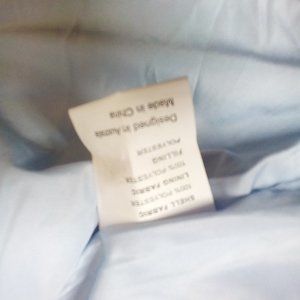 SHELL FABRIC
100% POLYESTER
LINING FABRIC
100% POLYESTER
FILLING
POLYESTER
Designed in Australia
Made in China